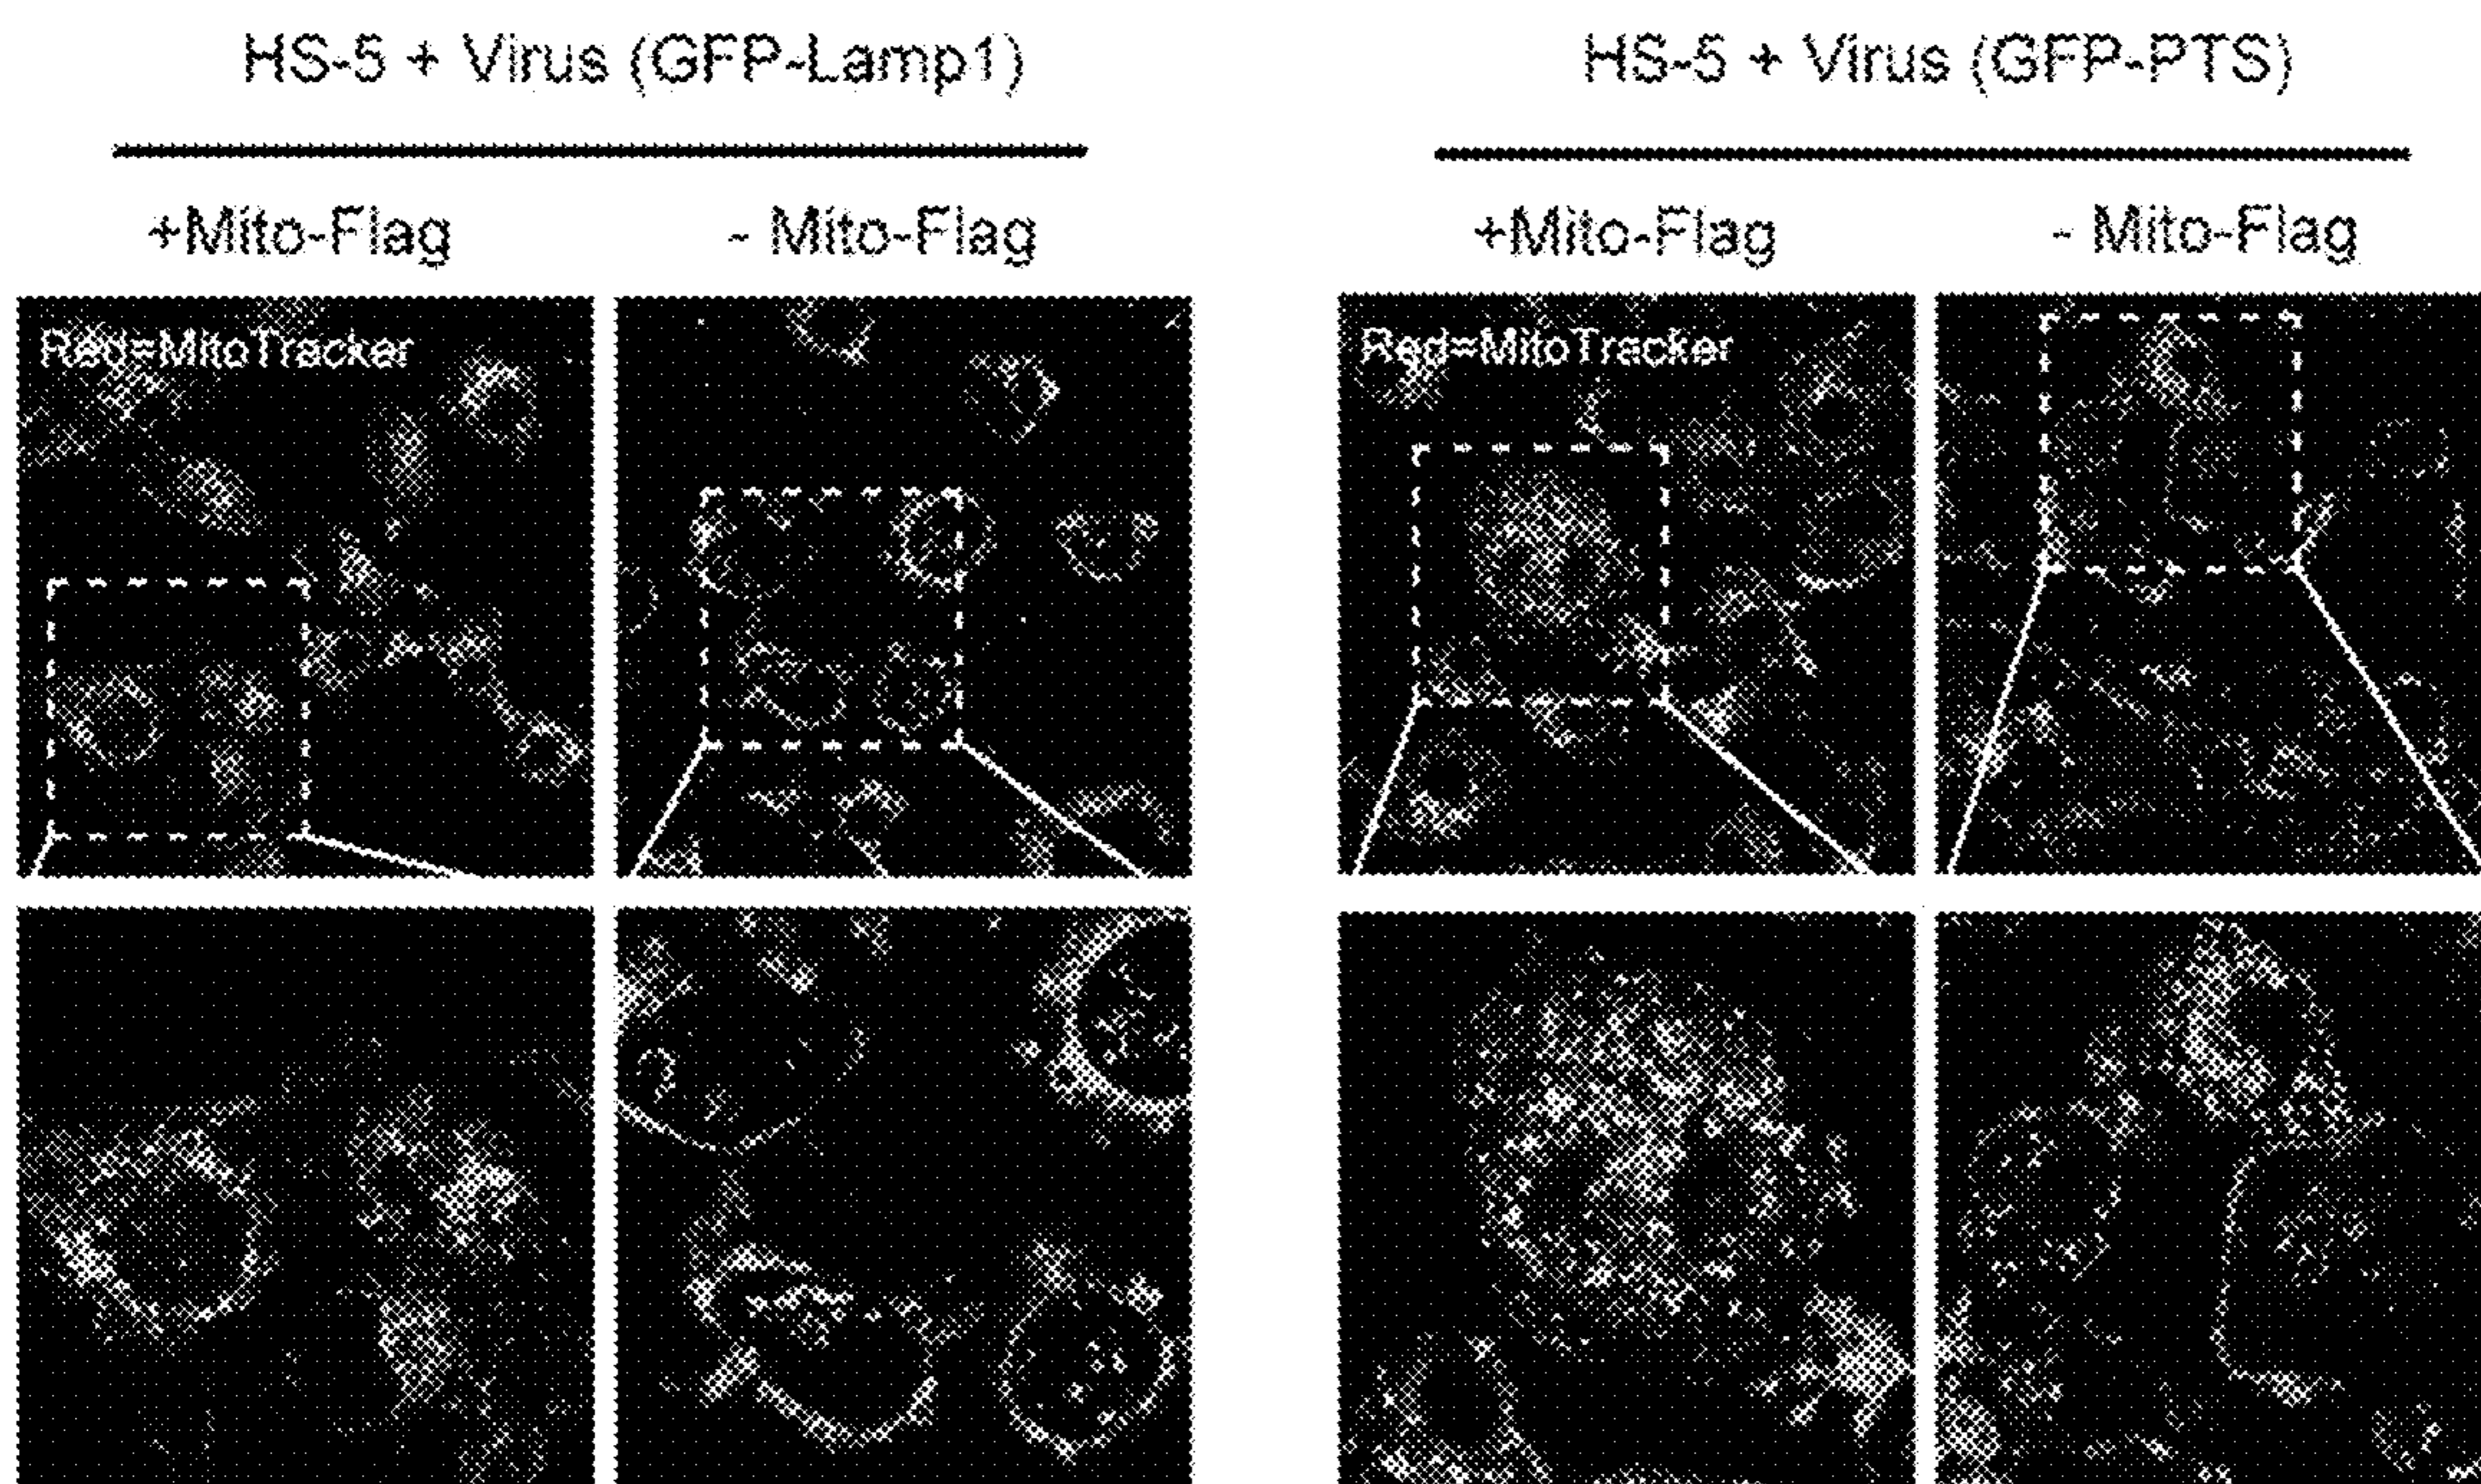 HS-5 + Virus (GFP-Lamp1)
HS-5 + Virus (GFP-PTS)
+Mito-Flag
- Mito-Flag
+Mito-Flag
- Mito-Flag
Red=MitoTracker
Red=MitoTracker